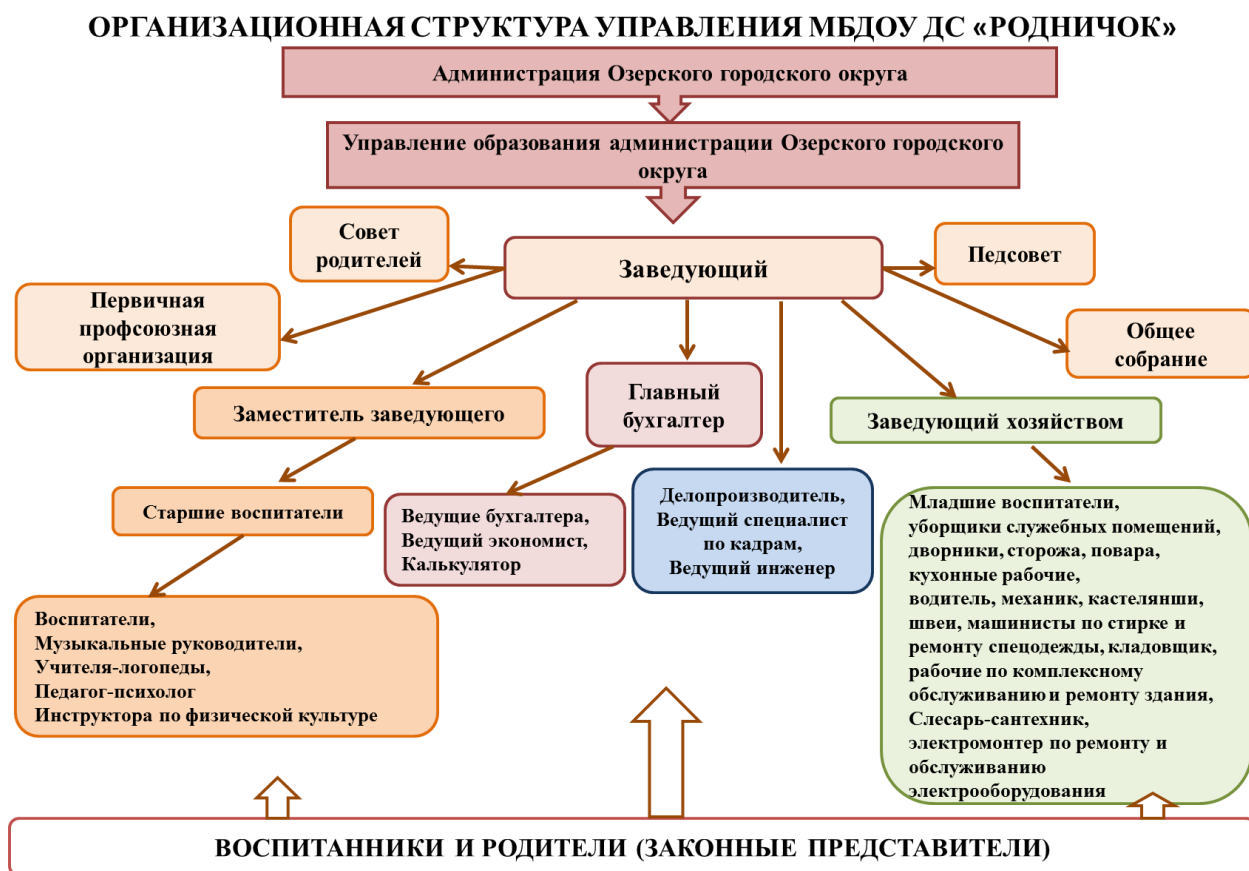 ОРГАНИЗАЦИОННАЯ СТРУКТУРА УПРАВЛЕНИЯ МБДОУ ДС «РОДНИЧОК»
Администрация Озерского городского округа
Управление образования администрации Озерского городского
округа
Совет
родителей
Заведующий
Педсовет
Первичная
профсоюзная
организация
Общее
собрание
Заместитель заведующего
Главный
бухгалтер
Заведующий хозяйством
Старшие воспитатели
Ведущие бухгалтера,
Ведущий экономист,
Калькулятор
Делопроизводитель,
Ведущий специалист
по кадрам,
Ведущий инженер
Младшие воспитатели,
уборщики служебных помещений,
дворники, сторожа, повара,
кухонные рабочие,
водитель, механик, кастелянши,
швеи, машинисты по стирке и
ремонту спецодежды, кладовщик,
рабочие по комплексному
обслуживанию и ремонту здания,
Слесарь-сантехник,
электромонтер по ремонту и
обслуживанию
электрооборудования
Воспитатели,
Музыкальные руководители,
Учителя-логопеды,
Педагог-психолог
Инструктора по физической культуре
ВОСПИТАННИКИ И РОДИТЕЛИ (ЗАКОННЫЕ ПРЕДСТАВИТЕЛИ)